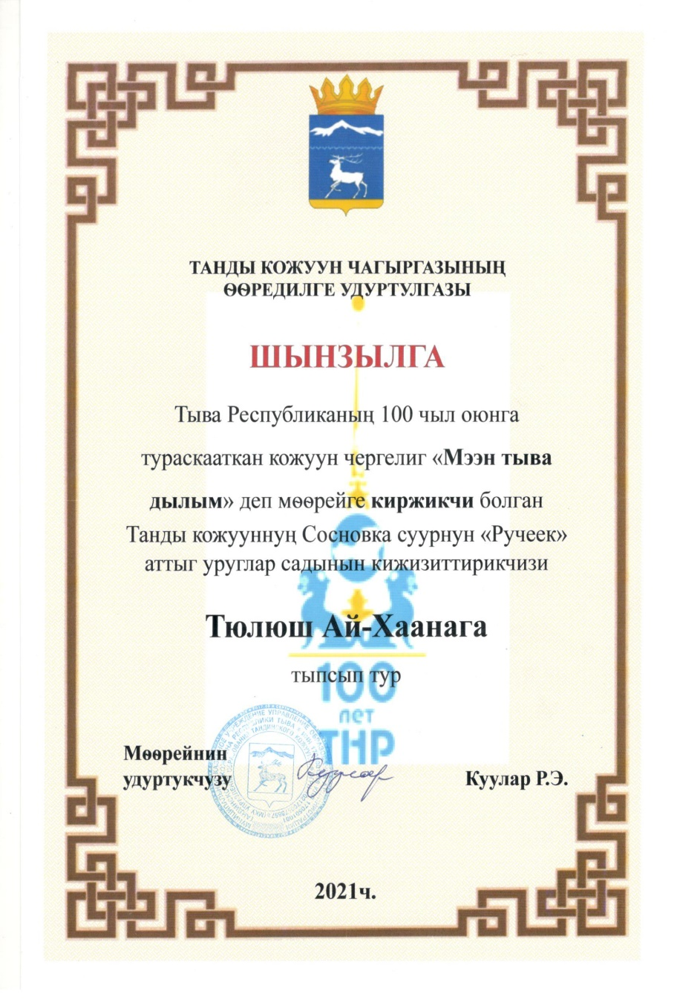 ТАНДЫ КОЖУУН ЧАГЫРГАЗЫНЫҢ
ӨӨРЕДИЛГЕ УДУРТУЛГАЗЫ
ШЫНЗЫЛГА
Тыва Республиканың 100 чыл оюнга
тураскааткан кожуун чергелиг «Мээн тыва
дылым» деп мөөрейге киржикчи болган
Танды кожууннуң Сосновка суурнун «Ручеек»
аттыг уруглар садынын кижизиттирикчизи
Тюлюш Ай-Хаанага
тыпсып тур
100
лет
ТНР
Мөөрейнин
удуртукчузу
Куулар Р.Э.
2021ч.